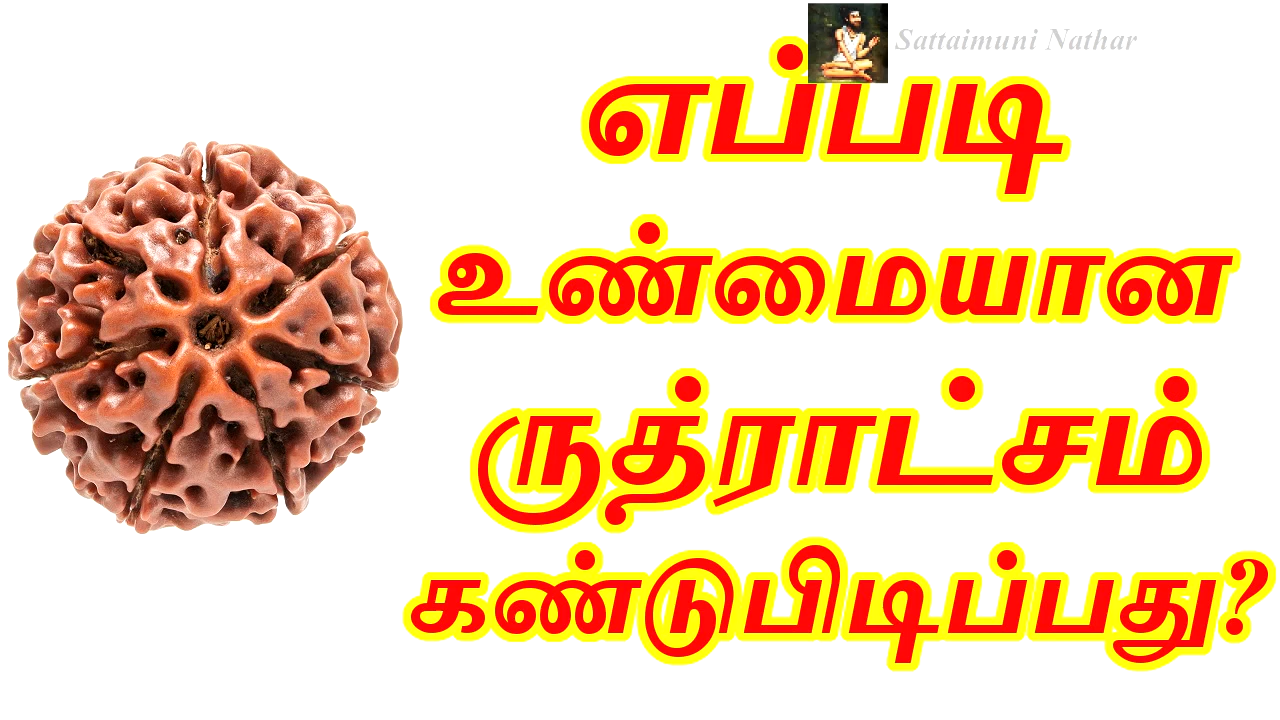 Sattaimuni Nathar
எப்படி
உண்மையான
ருத்ராட்சம்
கண்டுபிடிப்பது?